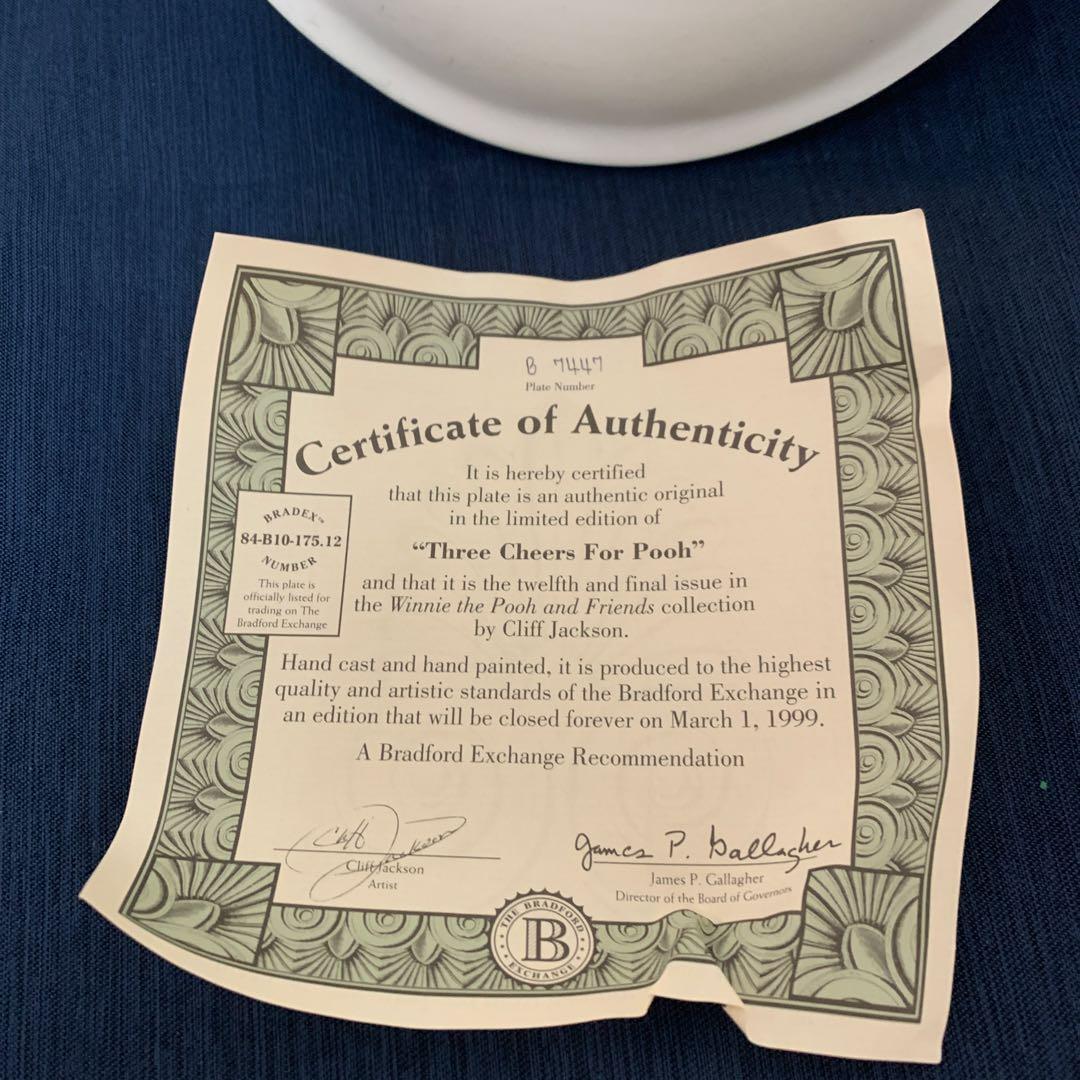 B 7447
Plate Number
Certificate of Authenticity
It is hereby certified
that this plate is an authentic original
in the limited edition of
“Three Cheers For Pooh”
and that it is the twelfth and final issue in
the Winnie the Pooh and Friends collection
by Cliff Jackson.
BRADEX™
84-B10-175.12
NUMBER
This plate is
officially listed for
trading on The
Bradford Exchange
Hand cast and hand painted, it is produced to the highest
quality and artistic standards of the Bradford Exchange in
an edition that will be closed forever on March 1, 1999.
A Bradford Exchange Recommendation
Cliff Jackson
Cliff Jackson
Artist
James P. Gallagher
James P. Gallagher
Director of the Board of Governors
THE BRADFORD
B
EXCHANGE